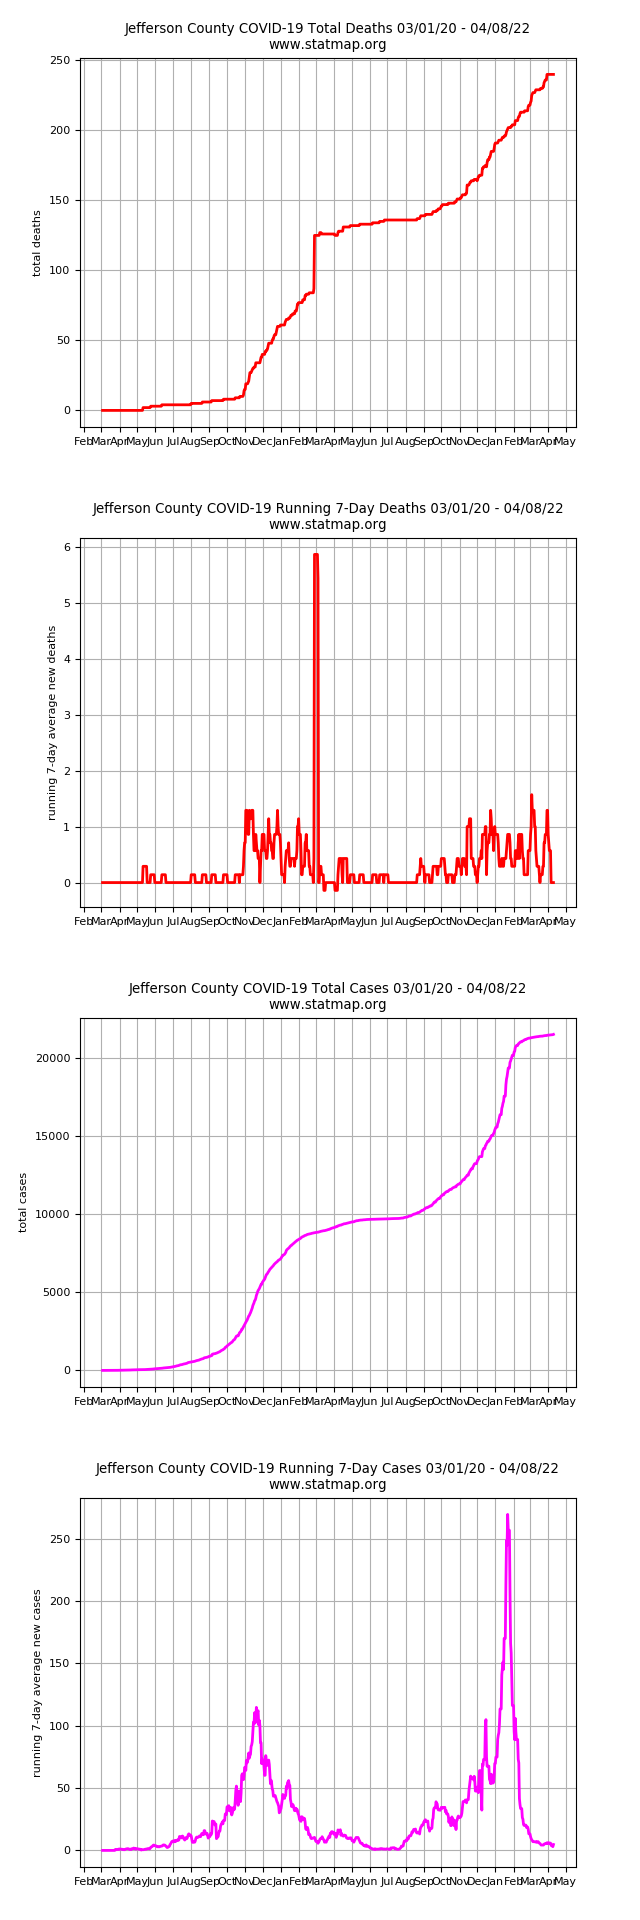 Jefferson County COVID-19 Total Deaths 03/01/20 - 04/08/22
www.statmap.org
250
200
150
100
50
0
total deaths
Feb Mar Apr May Jun Jul Aug Sep Oct Nov Dec Jan Feb Mar Apr May Jun Jul Aug Sep Oct Nov Dec Jan Feb Mar Apr May
Jefferson County COVID-19 Running 7-Day Deaths 03/01/20 - 04/08/22
www.statmap.org
6
5
4
3
2
1
0
running 7-day average new deaths
Feb Mar Apr May Jun Jul Aug Sep Oct Nov Dec Jan Feb Mar Apr May Jun Jul Aug Sep Oct Nov Dec Jan Feb Mar Apr May
Jefferson County COVID-19 Total Cases 03/01/20 - 04/08/22
www.statmap.org
20000
15000
10000
5000
0
total cases
Feb Mar Apr May Jun Jul Aug Sep Oct Nov Dec Jan Feb Mar Apr May Jun Jul Aug Sep Oct Nov Dec Jan Feb Mar Apr May
Jefferson County COVID-19 Running 7-Day Cases 03/01/20 - 04/08/22
www.statmap.org
250
200
150
100
50
0
running 7-day average new cases
Feb Mar Apr May Jun Jul Aug Sep Oct Nov Dec Jan Feb Mar Apr May Jun Jul Aug Sep Oct Nov Dec Jan Feb Mar Apr May